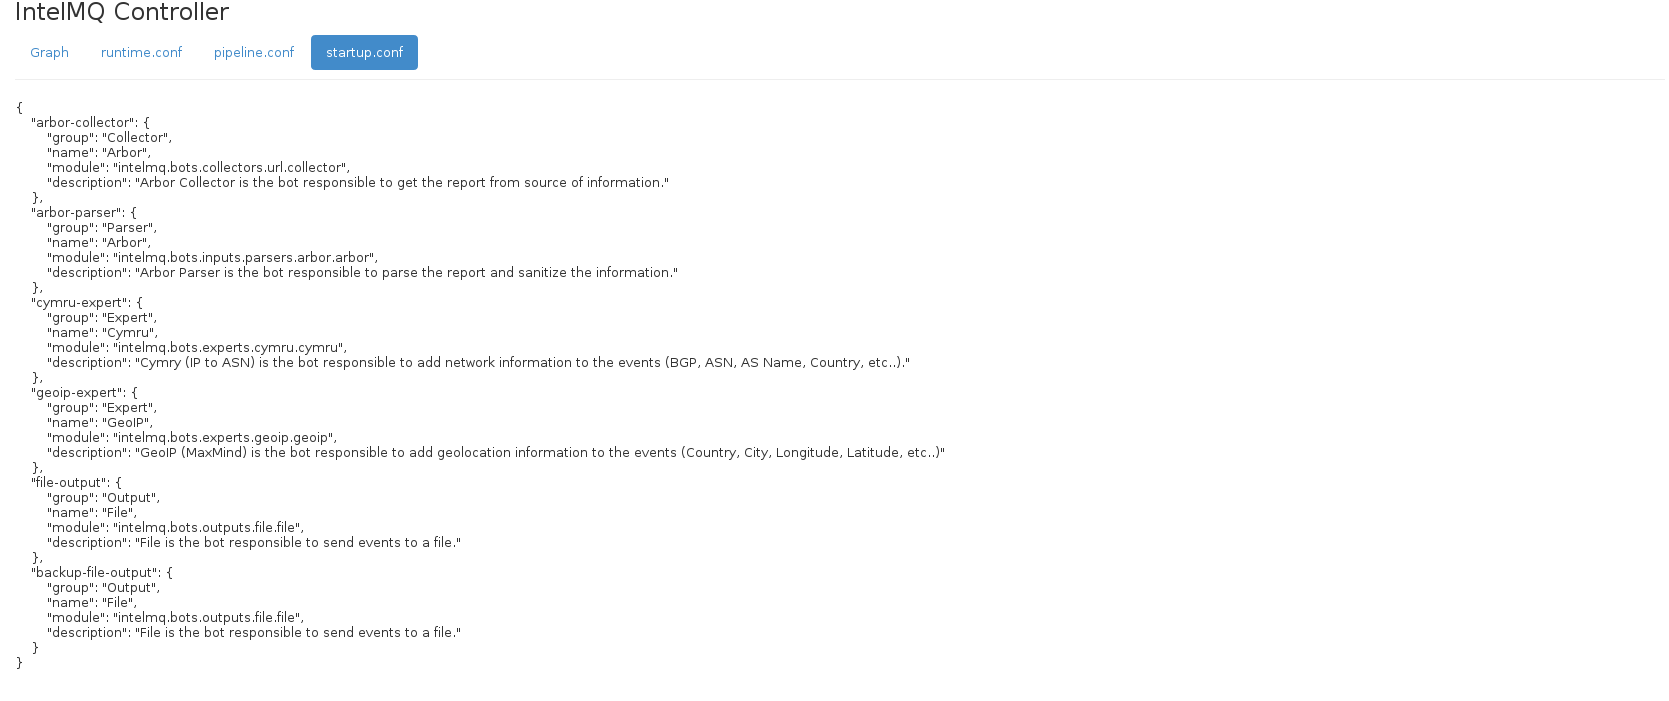 IntelMQ Controller
Graph runtime.conf pipeline.conf startup.conf
{
"arbor-collector": {
"group": "Collector",
"name": "Arbor",
"module": "intelmq.bots.collectors.url.collector",
"description": "Arbor Collector is the bot responsible to get the report from source of information."
},
"arbor-parser": {
"group": "Parser",
"name": "Arbor",
"module": "intelmq.bots.inputs.parsers.arbor.arbor",
"description": "Arbor Parser is the bot responsible to parse the report and sanitize the information."
},
"cymru-expert": {
"group": "Expert",
"name": "Cymru",
"module": "intelmq.bots.experts.cymru.cymru",
"description": "Cymry (IP to ASN) is the bot responsible to add network information to the events (BGP, ASN, AS Name, Country, etc..)."
},
"geoip-expert": {
"group": "Expert",
"name": "GeoIP",
"module": "intelmq.bots.experts.geoip.geoip",
"description": "GeoIP (MaxMind) is the bot responsible to add geolocation information to the events (Country, City, Longitude, Latitude, etc..)"
},
"file-output": {
"group": "Output",
"name": "File",
"module": "intelmq.bots.outputs.file.file",
"description": "File is the bot responsible to send events to a file."
},
"backup-file-output": {
"group": "Output",
"name": "File",
"module": "intelmq.bots.outputs.file.file",
"description": "File is the bot responsible to send events to a file."
}
}